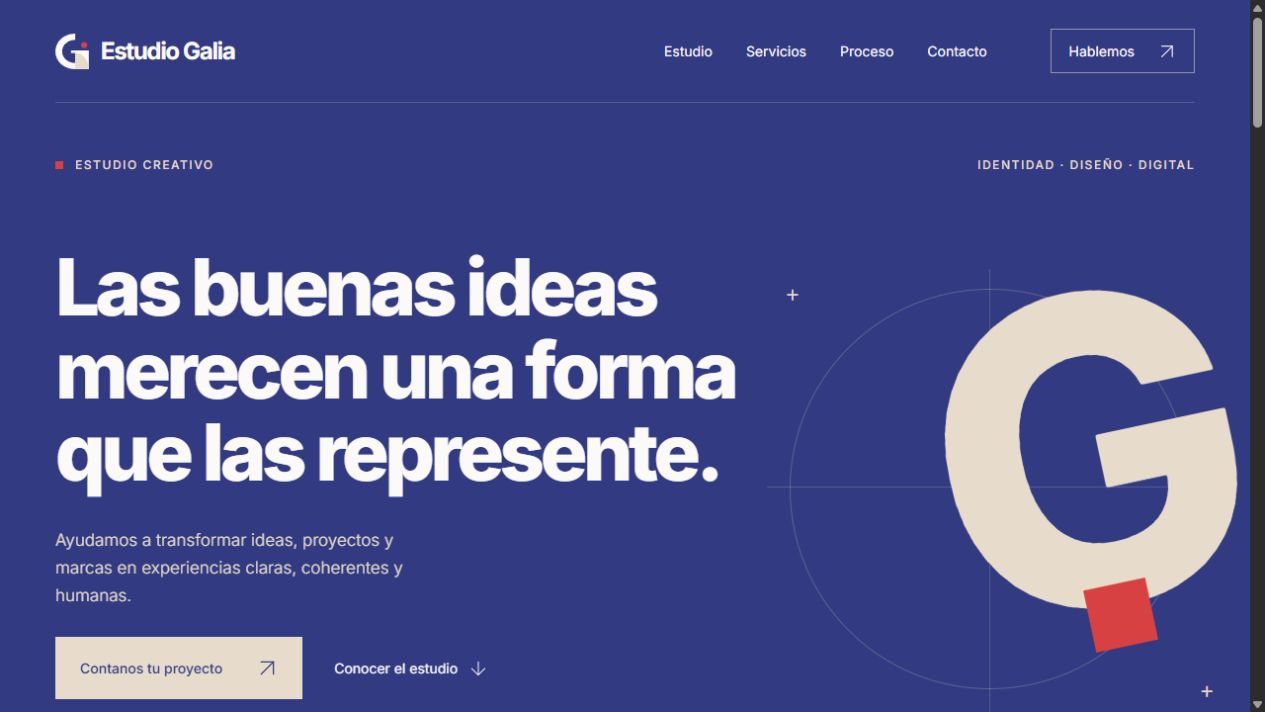 Estudio Galia
Estudio
Servicios
Proceso
Contacto
Hablemos
ESTUDIO CREATIVO
IDENTIDAD · DISEÑO · DIGITAL
Las buenas ideas
merecen una forma
que las represente.
Ayudamos a transformar ideas, proyectos y
marcas en experiencias claras, coherentes y
humanas.
Contanos tu proyecto
Conocer el estudio
G